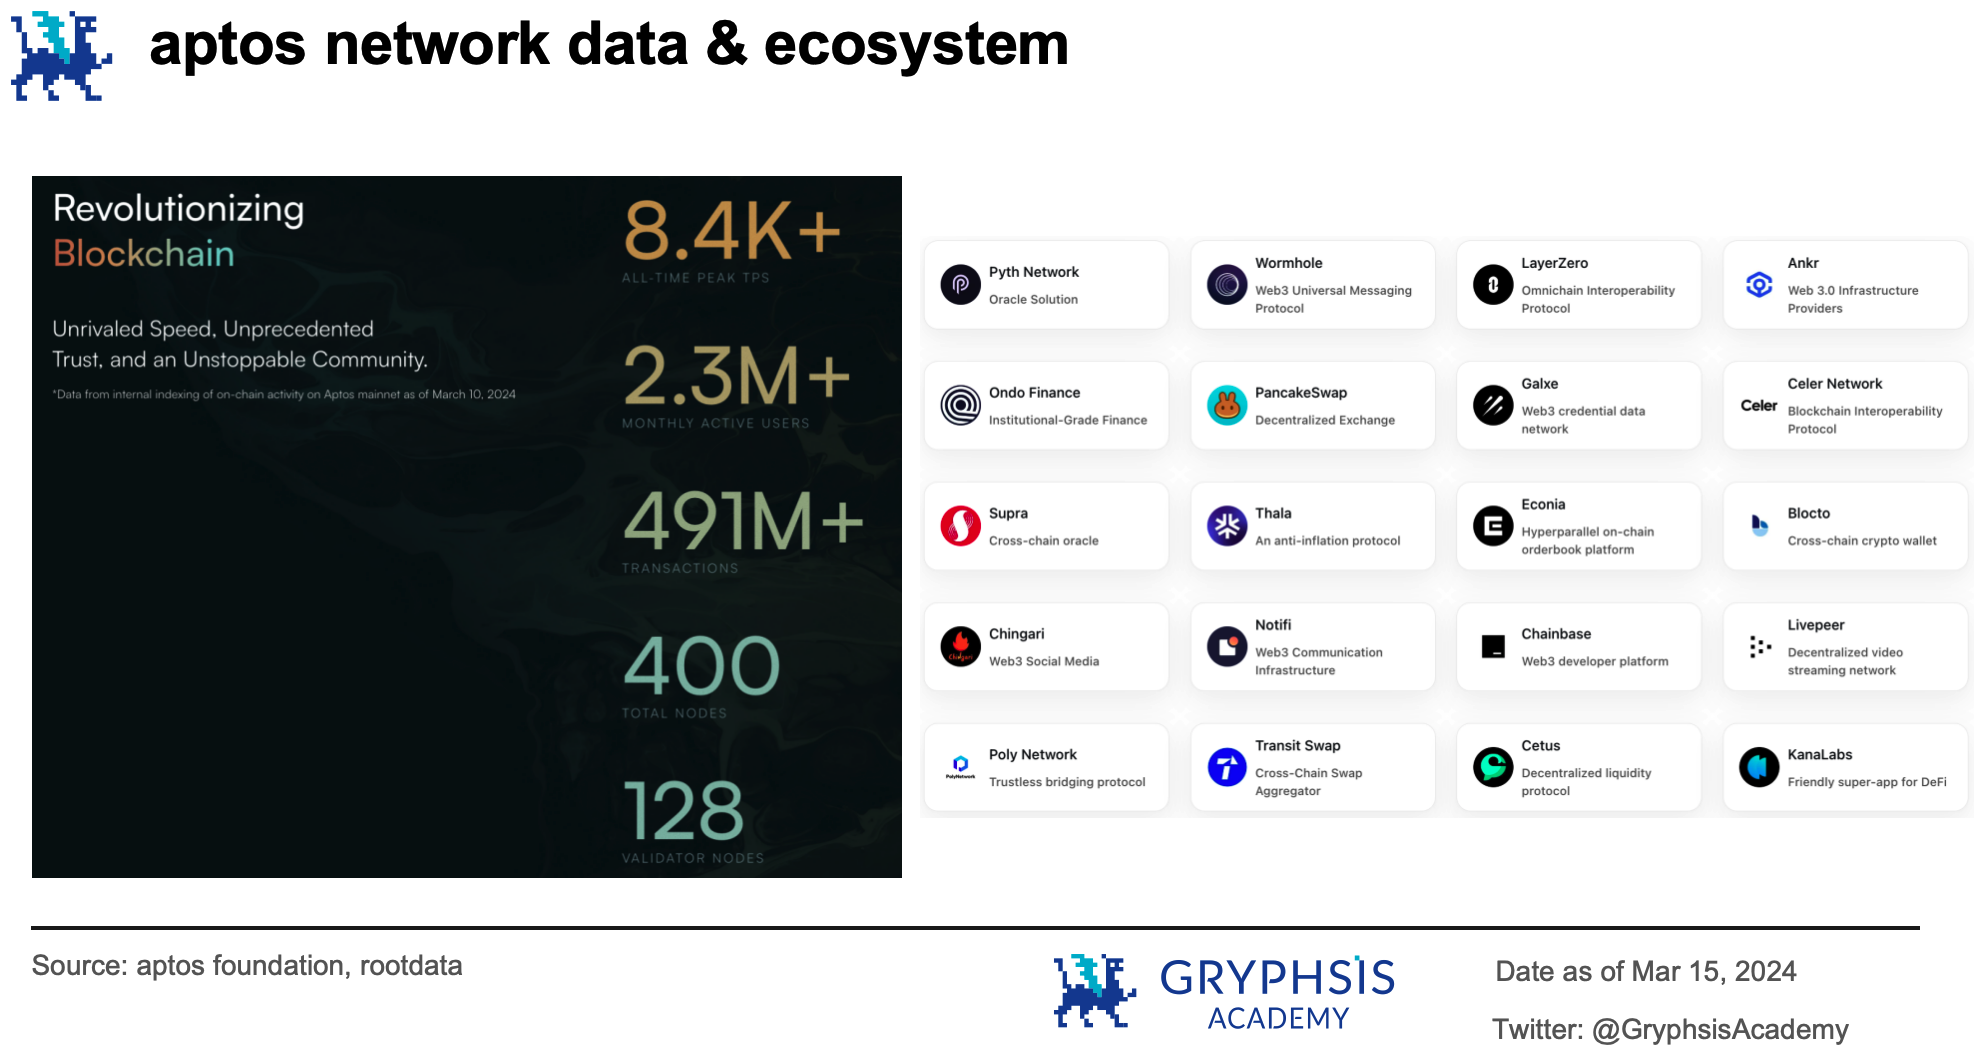 aptos network data & ecosystem
Revolutionizing
Blockchain
Unrivaled Speed, Unprecedented
Trust, and an Unstoppable Community.
*Data from internal indexing of on-chain activity on Aptos mainnet as of March 10, 2024
8.4K+
ALL-TIME PEAK TPS
2.3M+
MONTHLY ACTIVE USERS
491M+
TRANSACTIONS
400
TOTAL NODES
128
VALIDATOR NODES
Pyth Network
Oracle Solution
Wormhole
Web3 Universal Messaging
Protocol
LayerZero
Omnichain Interoperability
Protocol
Ankr
Web 3.0 Infrastructure
Providers
Ondo Finance
Institutional-Grade Finance
PancakeSwap
Decentralized Exchange
Galxe
Web3 credential data
network
Celer
Celer Network
Blockchain Interoperability
Protocol
Supra
Cross-chain oracle
Thala
An anti-inflation protocol
Econia
Hyperparallel on-chain
orderbook platform
Blocto
Cross-chain crypto wallet
Chingari
Chingari
Web3 Social Media
Notifi
Web3 Communication
Infrastructure
Chainbase
Web3 developer platform
Livepeer
Decentralized video
streaming network
PolyNetwork
Poly Network
Trustless bridging protocol
Transit Swap
Cross-Chain Swap
Aggregator
Cetus
Decentralized liquidity
protocol
KanaLabs
Friendly super-app for DeFi
Source: aptos foundation, rootdata
GRYPHSIS
ACADEMY
Date as of Mar 15, 2024
Twitter: @GryphsisAcademy